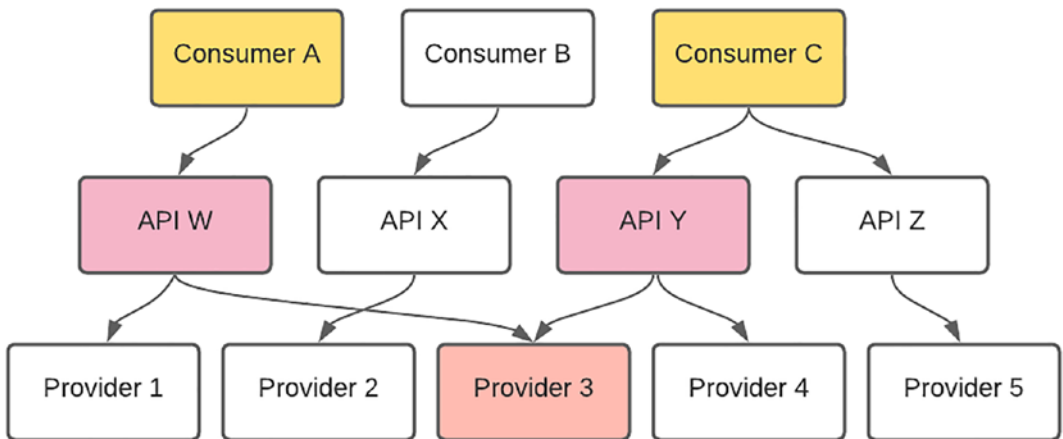 Consumer A
Consumer B
Consumer C
API W
API X
API Y
API Z
Provider 1
Provider 2
Provider 3
Provider 4
Provider 5